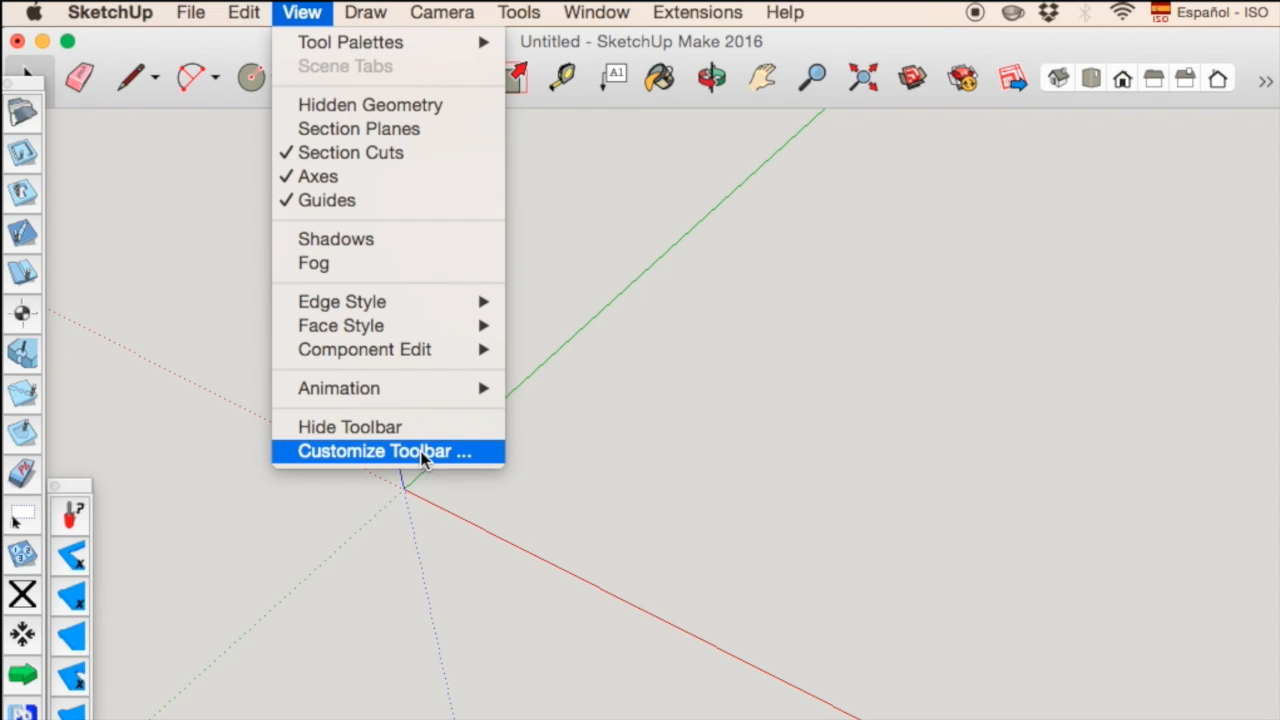 SketchUp File Edit View Draw Camera Tools Window Extensions Help ISO Español - ISO
Untitled - SketchUp Make 2016
A1
Tool Palettes
Scene Tabs
Hidden Geometry
Section Planes
✓ Section Cuts
✓ Axes
✓ Guides
Shadows
Fog
Edge Style
Face Style
Component Edit
Animation
Hide Toolbar
Customize Toolbar ...